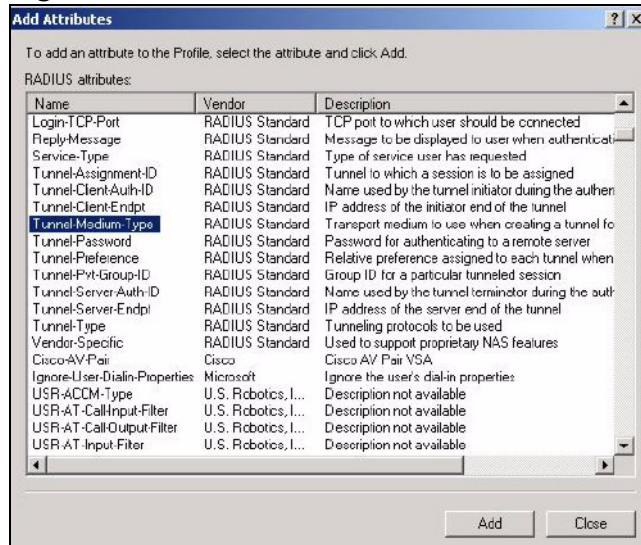 Add Attributes
To add an attribute to the Profile, select the attribute and click Add.
RADIUS attributes:
Name Vendor Description
Login-TCP-Port RADIUS Standard TCP port to which user should be connected
Reply-Message RADIUS Standard Message to be displayed to user when authenticati
Service-Type RADIUS Standard Type of service user has requested
Tunnel-Assignment-ID RADIUS Standard Tunnel to which a session is to be assigned
Tunnel-Client-Auth-ID RADIUS Standard Name used by the tunnel initiator during the authen
Tunnel-Client-Endpt RADIUS Standard IP address of the initiator end of the tunnel
Tunnel-Medium-Type RADIUS Standard Transport medium to use when creating a tunnel fo
Tunnel-Password RADIUS Standard Password for authenticating to a remote server
Tunnel-Preference RADIUS Standard Relative preference assigned to each tunnel when
Tunnel-Pvt-Group-ID RADIUS Standard Group ID for a particular tunneled session
Tunnel-Server-Auth-ID RADIUS Standard Name used by the tunnel terminator during the auth
Tunnel-Server-Endpt RADIUS Standard IP address of the server end of the tunnel
Tunnel-Type RADIUS Standard Tunneling protocols to be used
Vendor-Specific RADIUS Standard Used to support proprietary NAS features
Cisco-AV-Pair Cisco Cisco AV Pair VSA
Ignore-User-Dialin-Properties Microsoft Ignore the user's dial-in properties
USR-ACCM-Type U.S. Robotics, I... Description not available
USR-AT-Call-Input-Filter U.S. Robotics, I... Description not available
USR-AT-Call-Output-Filter U.S. Robotics, I... Description not available
USR-AT-Input-Filter U.S. Robotics, I... Description not available
Add Close